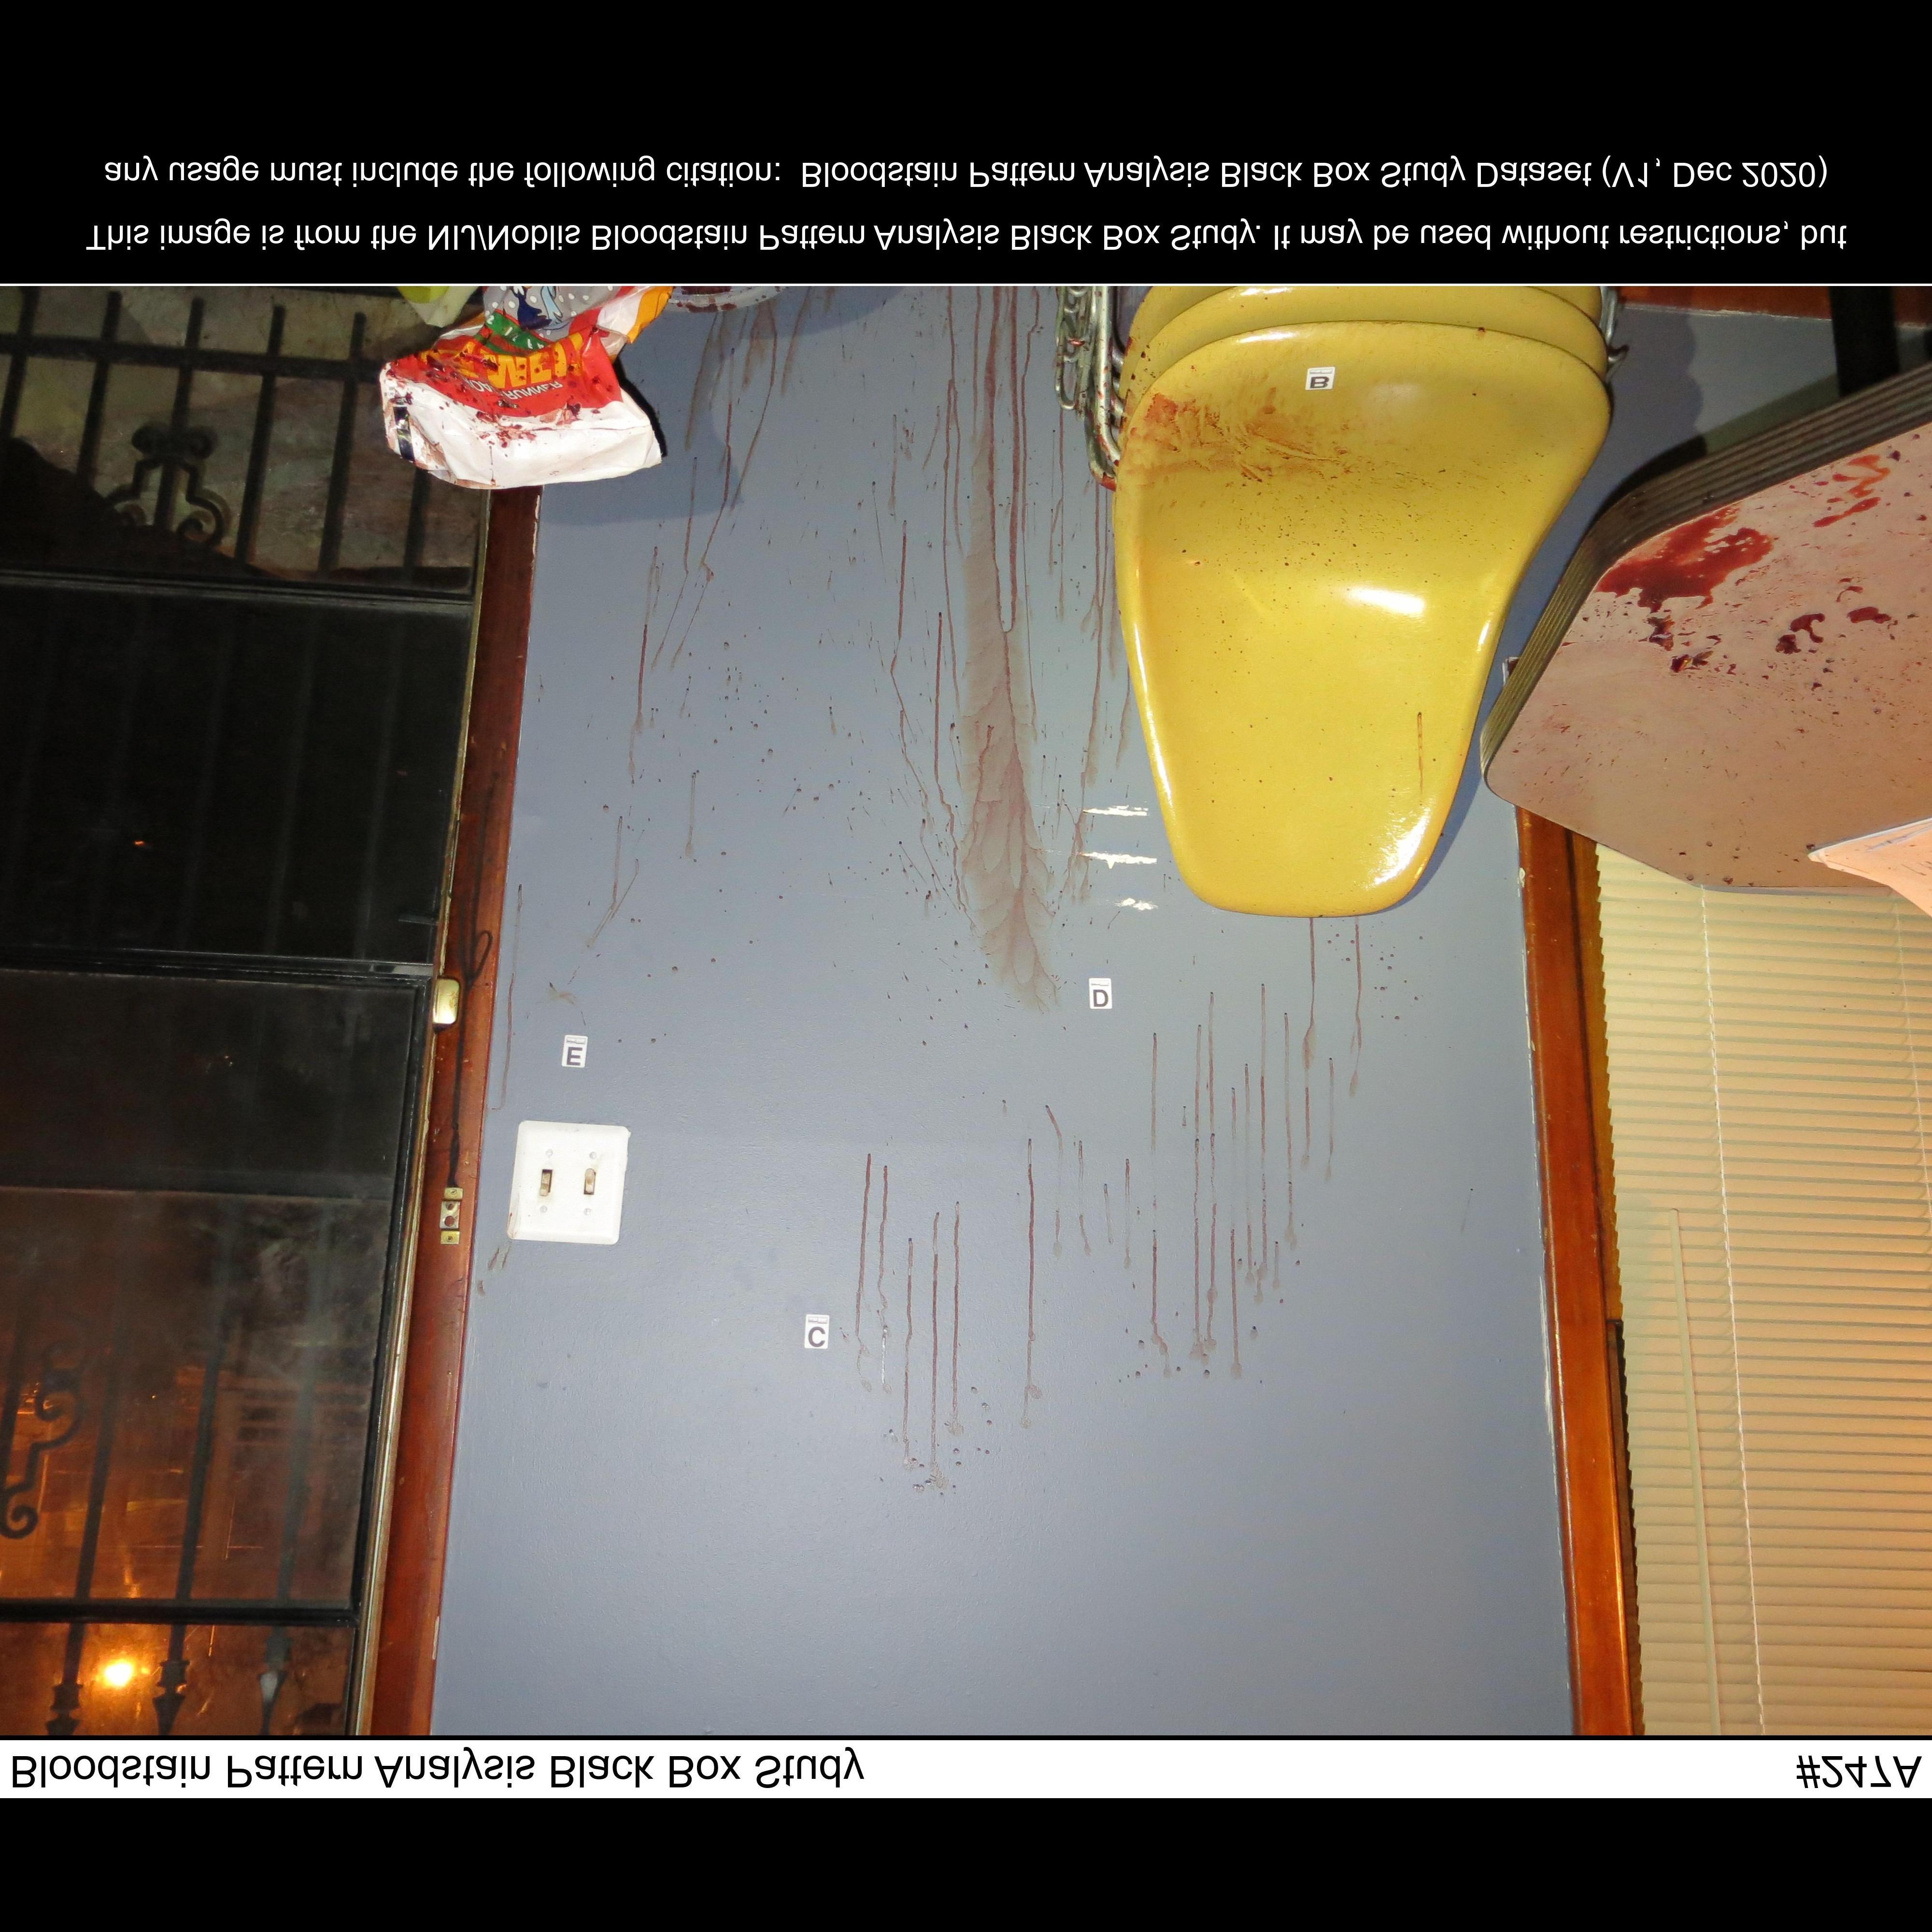 Bloodstain Pattern Analysis Black Box Study #247A
C
E
D
B
RUNNER
This image is from the NIJ/Noblis Bloodstain Pattern Analysis Black Box Study. It may be used without restrictions, but
any usage must include the following citation: Bloodstain Pattern Analysis Black Box Study Dataset (V1, Dec 2020)